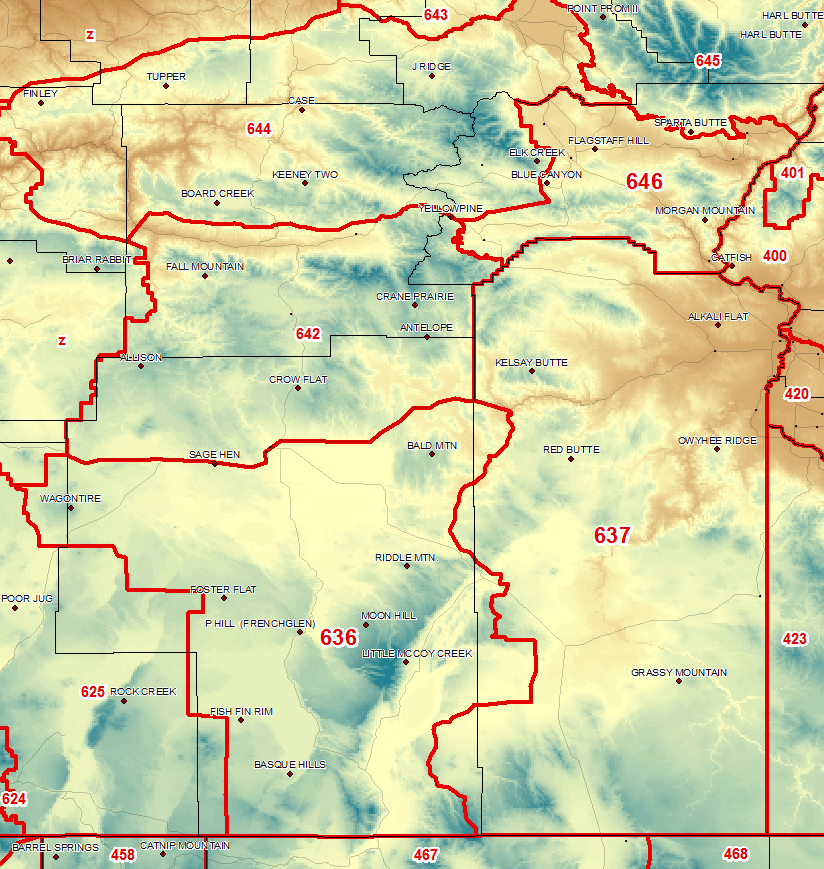 POINT PROM II
643
HARL BUTTE
z
HARL BUTTE
645
J RIDGE
TUPPER
FINLEY
CASE
SPARTA BUTTE
644
FLAGSTAFF HILL
ELK CREEK
401
KEENEY TWO
BLUE CANYON
646
BOARD CREEK
YELLOWPINE
MORGAN MOUNTAIN
400
CATFISH
BRIAR RABBIT
FALL MOUNTAIN
CRANE PRAIRIE
ALKALI FLAT
ANTELOPE
642
z
ALLISON
KELSAY BUTTE
CROW FLAT
420
OWYHEE RIDGE
BALD MTN
RED BUTTE
SAGE HEN
WAGONTIRE
637
RIDDLE MTN.
FOSTER FLAT
POOR JUG
MOON HILL
P HILL (FRENCHGLEN)
636
423
LITTLE MCCOY CREEK
GRASSY MOUNTAIN
625
ROCK CREEK
FISH FIN RIM
BASQUE HILLS
624
BARREL SPRINGS
CATNIP MOUNTAIN
458
467
468